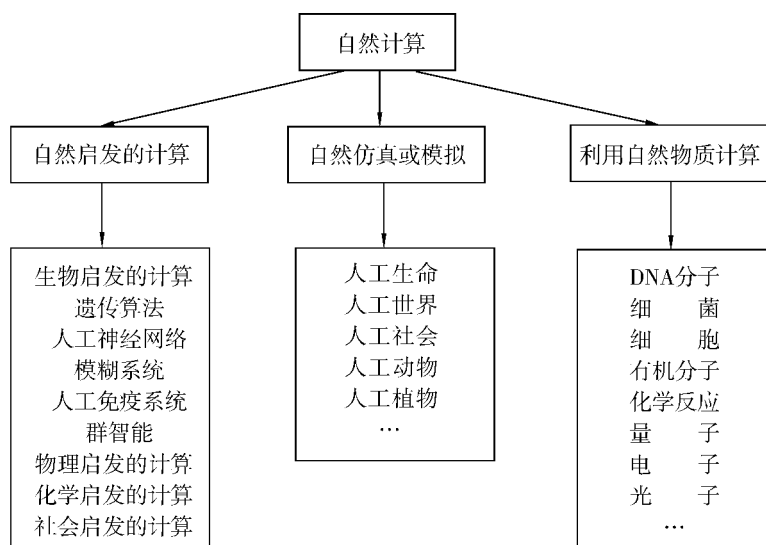 自然计算
自然启发的计算
自然仿真或模拟
利用自然物质计算
生物启发的计算
遗传算法
人工神经网络
模糊系统
人工免疫系统
群智能
物理启发的计算
化学启发的计算
社会启发的计算
人工生命
人工世界
人工社会
人工动物
人工植物
…
DNA分子
细 菌
细 胞
有机分子
化学反应
量 子
电 子
光 子
…